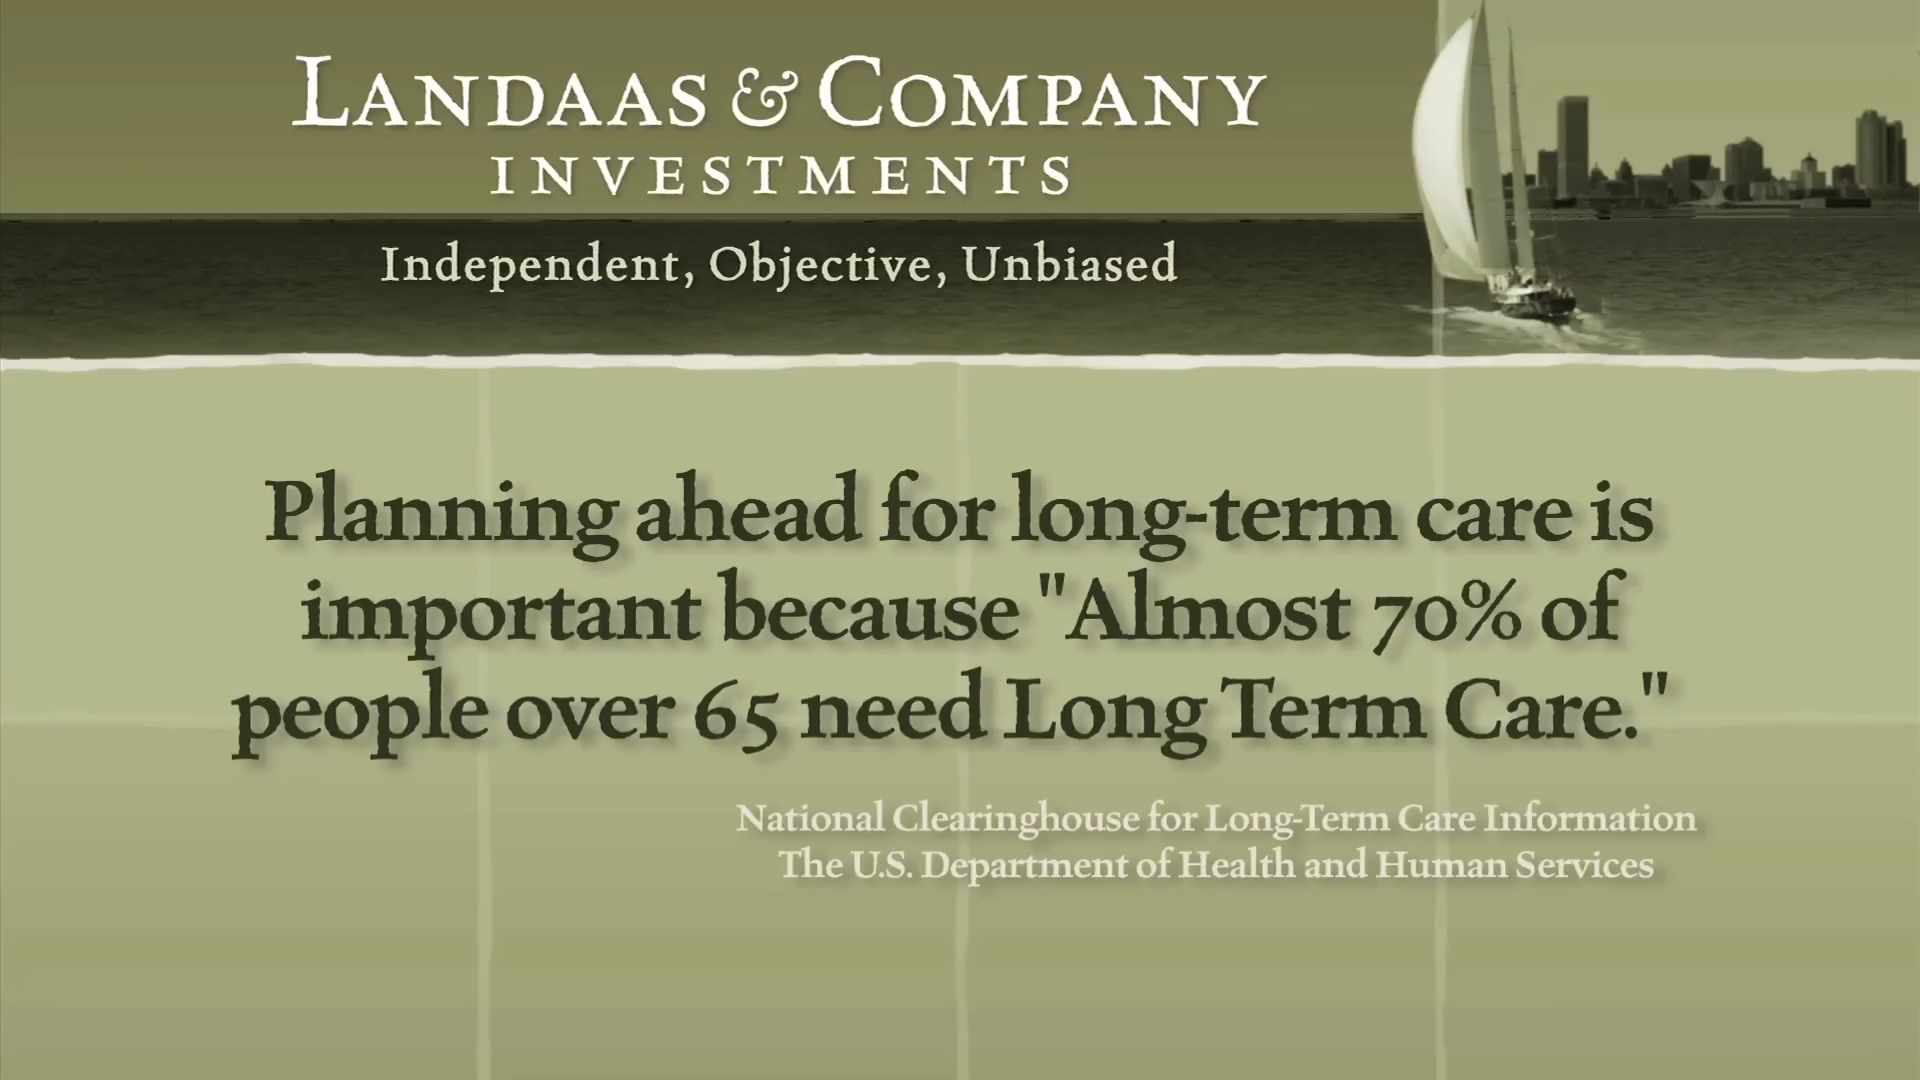 Landaas & Company
Investments
Independent, Objective, Unbiased
Planning ahead for long-term care is
important because "Almost 70% of
people over 65 need Long Term Care."
National Clearinghouse for Long-Term Care Information
The U.S. Department of Health and Human Services